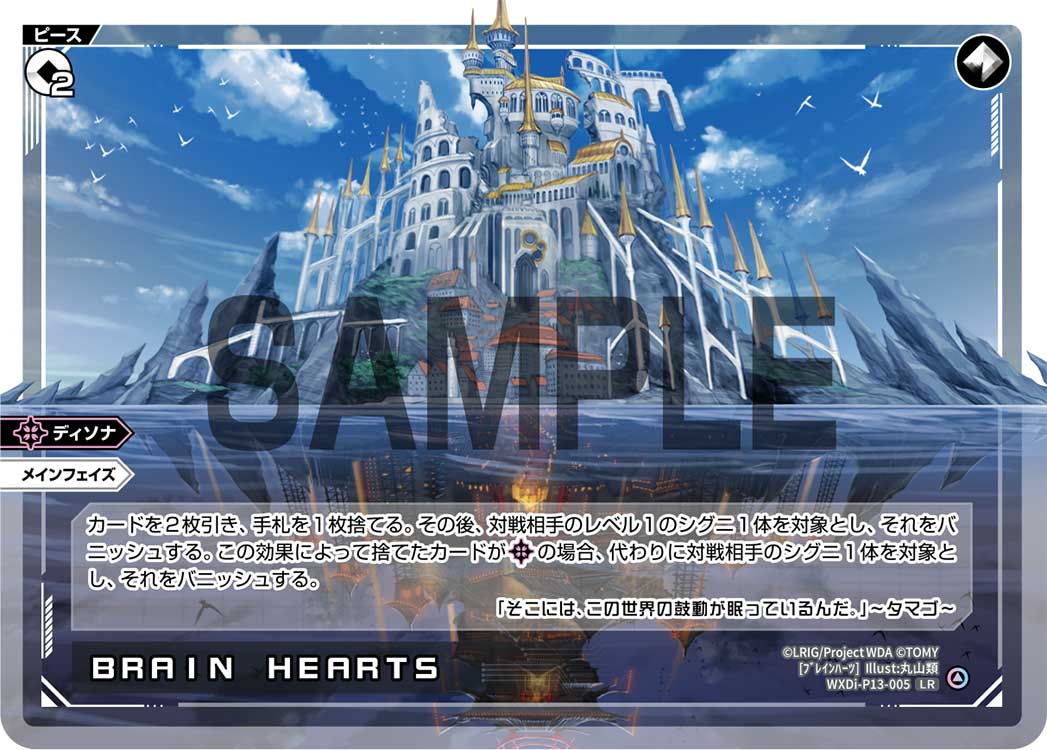 ピース
2
SAMPLE
ディソナ
メインフェイズ
カードを2枚引き、手札を1枚捨てる。その後、対戦相手のレベル1のシグニ1体を対象とし、それをバ
ニッシュする。この効果によって捨てたカードがの場合、代わりに対戦相手のシグニ1体を対象と
し、それをバニッシュする。
「そこには、この世界の鼓動が眠っているんだ。」～タマゴ～
BRAIN HEARTS
©LRIG/Project WDA ©TOMY
[ブレインハーツ] Illust:丸山類
WXDi-P13-005 LR